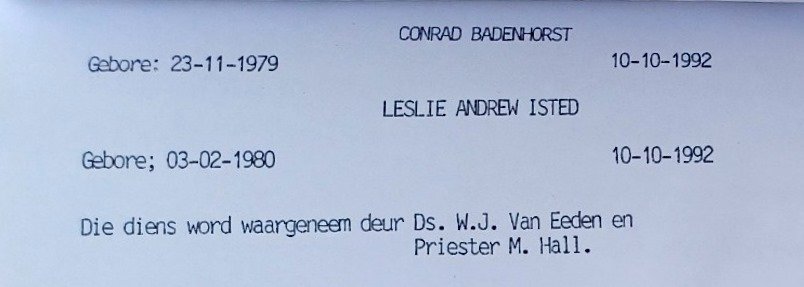 CONRAD BADENHORST
Gebore: 23-11-1979 10-10-1992
LESLIE ANDREW ISTED
Gebore; 03-02-1980 10-10-1992
Die diens word waargeneem deur Ds. W.J. Van Eeden en
Priester M. Hall.